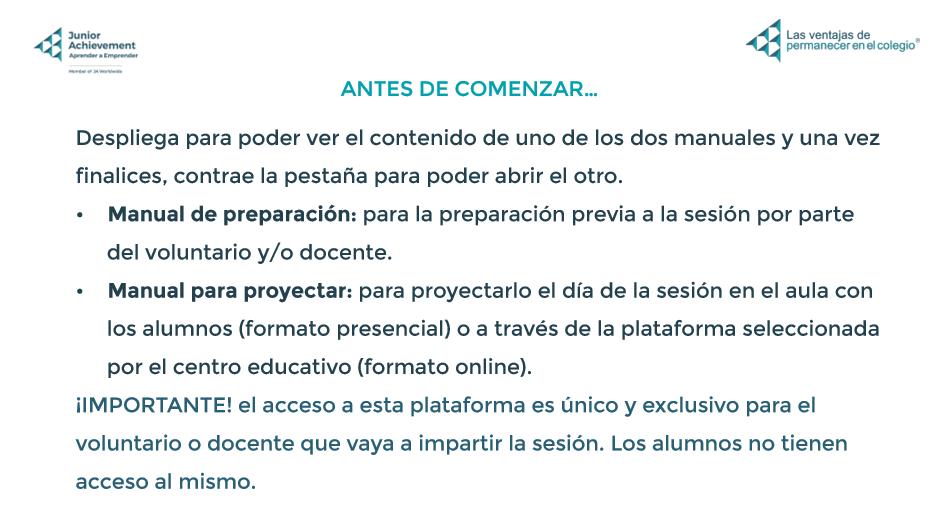 Junior
Achievement
Aprender a Emprender
Member of JA Worldwide
Las ventajas de
permanecer en el colegio®
ANTES DE COMENZAR...
Despliega para poder ver el contenido de uno de los dos manuales y una vez
finalices, contrae la pestaña para poder abrir el otro.
• Manual de preparación: para la preparación previa a la sesión por parte
del voluntario y/o docente.
• Manual para proyectar: para proyectarlo el día de la sesión en el aula con
los alumnos (formato presencial) o a través de la plataforma seleccionada
por el centro educativo (formato online).
¡IMPORTANTE! el acceso a esta plataforma es único y exclusivo para el
voluntario o docente que vaya a impartir la sesión. Los alumnos no tienen
acceso al mismo.